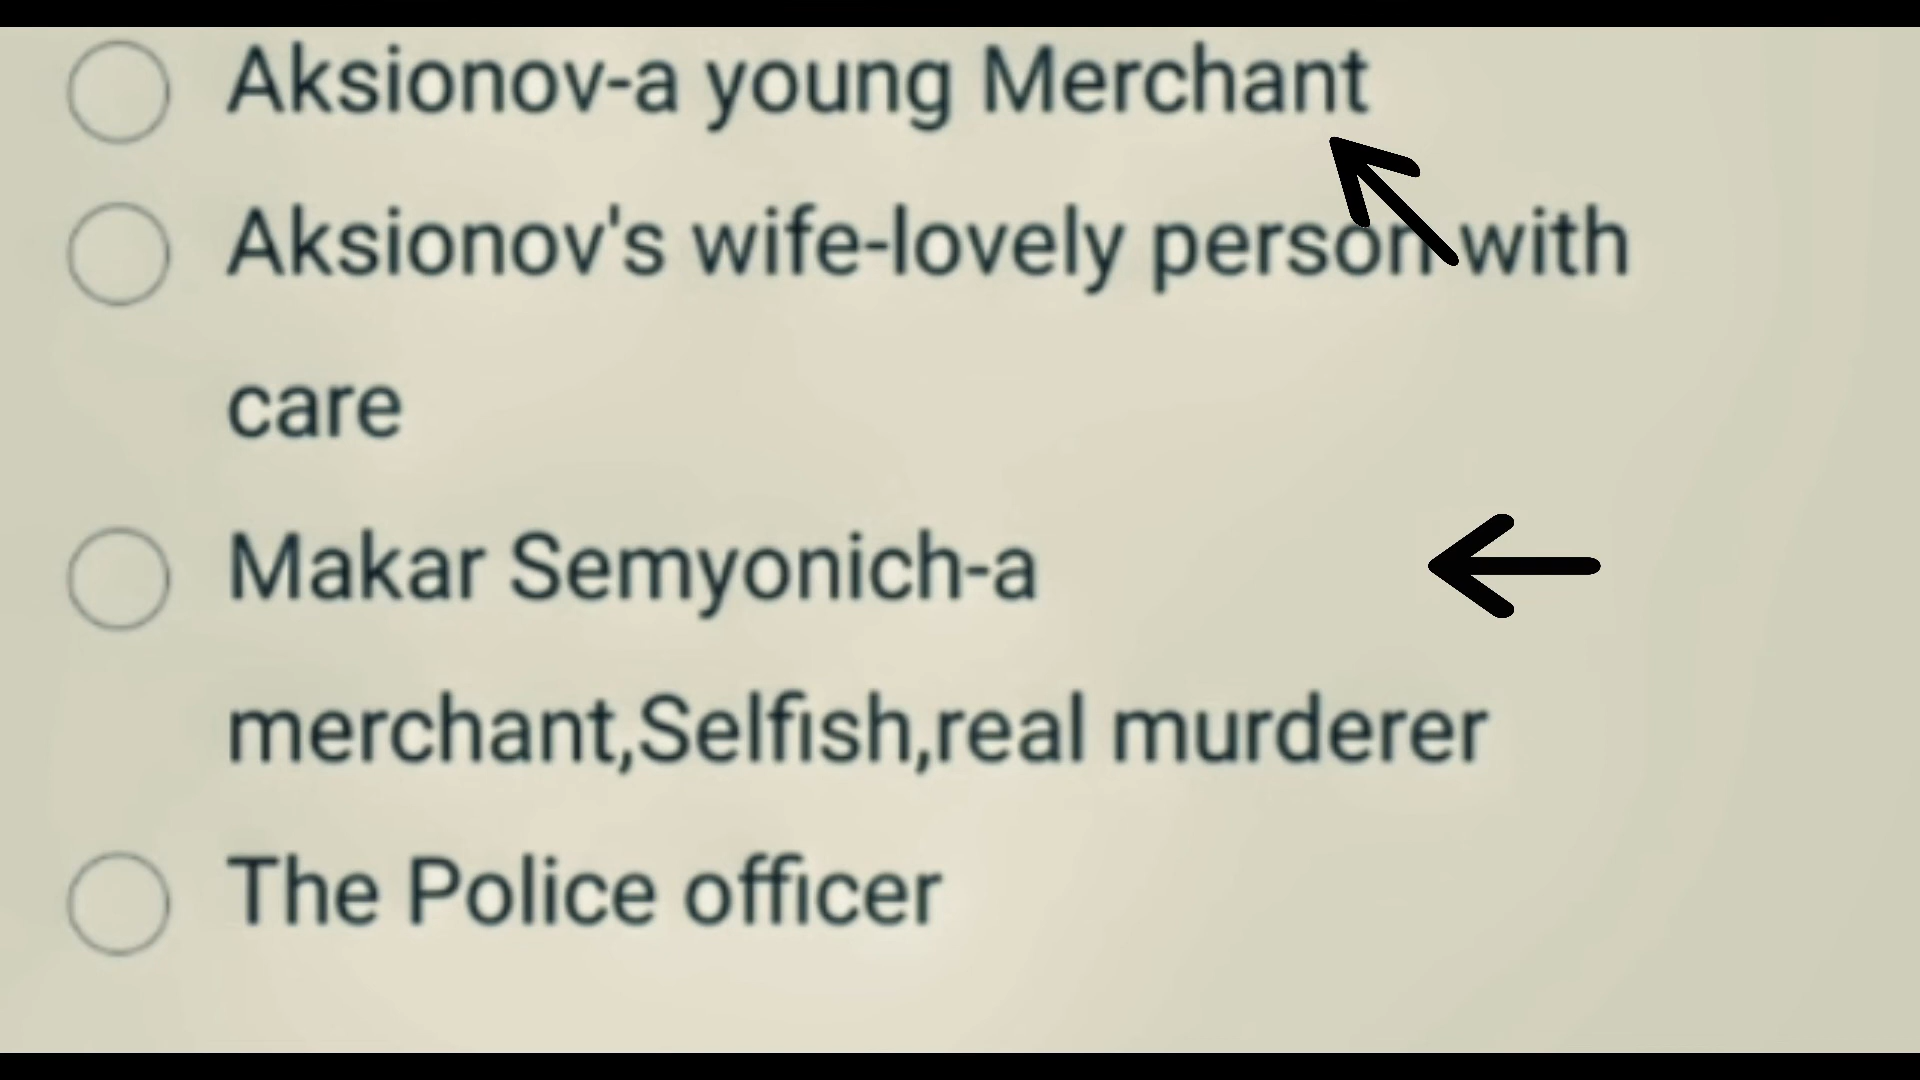 Aksionov-a young Merchant
Aksionov's wife-lovely person with
care
Makar Semyonich-a
merchant,Selfish,real murderer
The Police officer